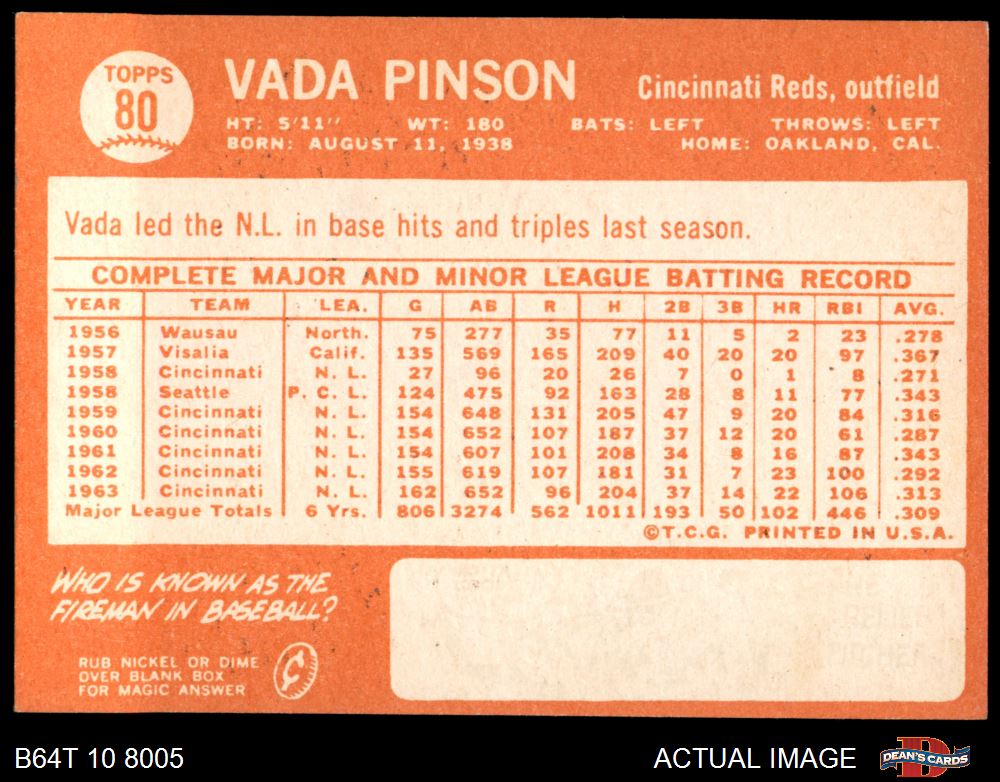 TOPPS
80
VADA PINSON
Cincinnati Reds, outfield
HT: 5'11" WT: 180 BATS: LEFT THROWS: LEFT
BORN: AUGUST 11, 1938 HOME: OAKLAND, CAL.
Vada led the N.L. in base hits and triples last season.
COMPLETE MAJOR AND MINOR LEAGUE BATTING RECORD
YEAR TEAM LEA. G AB R H 2B 3B HR RBI AVG.
1956 Wausau North. 75 277 35 77 11 5 2 23 .278
1957 Visalia Calif. 135 569 165 209 40 20 20 97 .367
1958 Cincinnati N. L. 27 96 20 26 7 0 1 8 .271
1958 Seattle P. C. L. 124 475 92 163 28 8 11 77 .343
1959 Cincinnati N. L. 154 648 131 205 47 9 20 84 .316
1960 Cincinnati N. L. 154 652 107 187 37 12 20 61 .287
1961 Cincinnati N. L. 154 607 101 208 34 8 16 87 .343
1962 Cincinnati N. L. 155 619 107 181 31 7 23 100 .292
1963 Cincinnati N. L. 162 652 96 204 37 14 22 106 .313
Major League Totals 6 Yrs. 806 3274 562 1011 193 50 102 446 .309
©T.C.G. PRINTED IN U.S.A.
WHO IS KNOWN AS THE
FIREMAN IN BASEBALL?
RUB NICKEL OR DIME
OVER BLANK BOX
FOR MAGIC ANSWER
¢
B64T 10 8005
ACTUAL IMAGE
DEAN'S CARDS